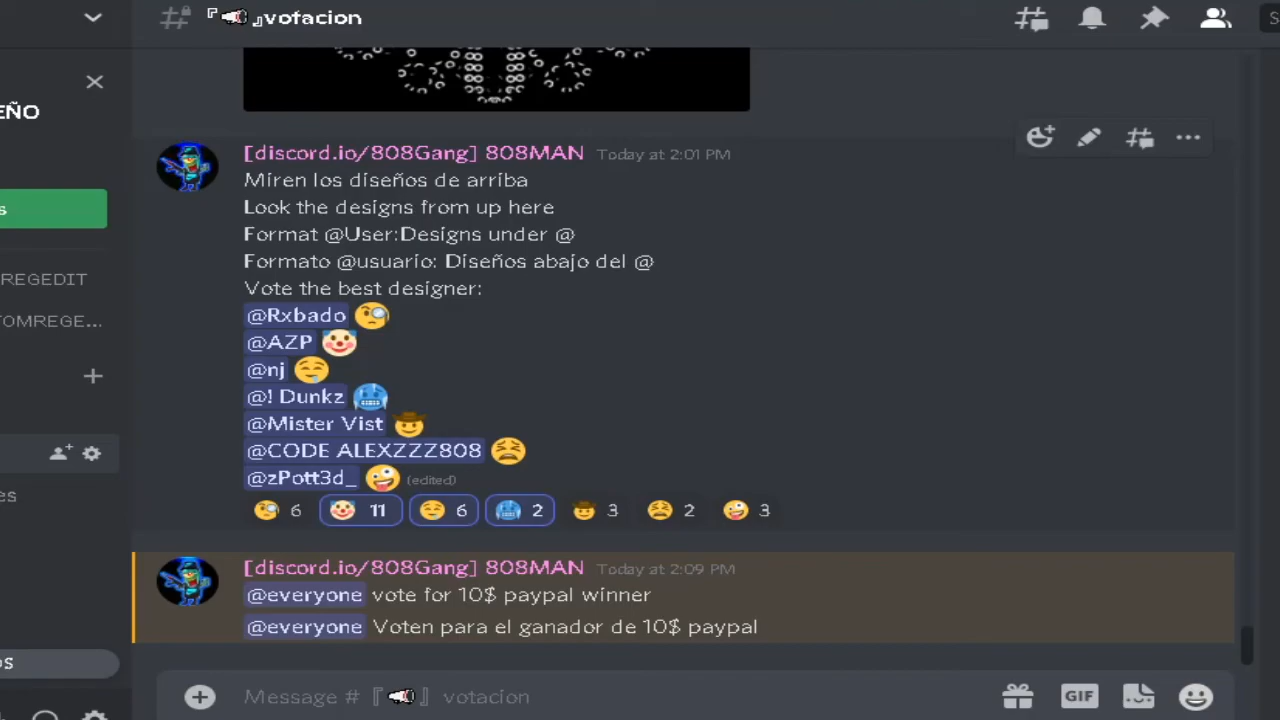 『📢』votacion
S
EÑO
[discord.io/808Gang] 808MAN Today at 2:01 PM
Miren los diseños de arriba
Look the designs from up here
Format @User:Designs under @
Formato @usuario: Diseños abajo del @
Vote the best designer:
@Rxbado 🧐
@AZP 🤡
@nj 🤤
@! Dunkz 🥶
@Mister Vist 🤠
@CODE ALEXZZZ808 😫
@zPott3d_ 🤪 (edited)
🧐 6 🤡 11 🤤 6 🥶 2 🤠 3 😫 2 🤪 3
s
REGEDIT
TOMREGE...
es
os
[discord.io/808Gang] 808MAN Today at 2:09 PM
@everyone vote for 10$ paypal winner
@everyone Voten para el ganador de 10$ paypal
Message # 『📢』 votacion
GIF